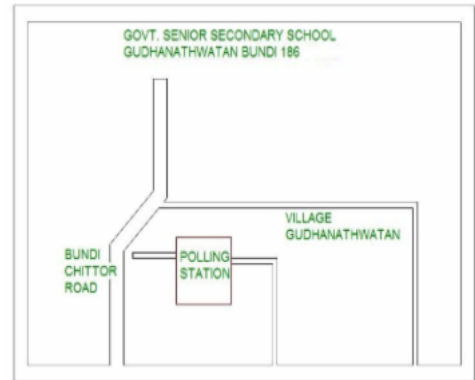 GOVT. SENIOR SECONDARY SCHOOL
GUDHANATHWATAN BUNDI 186
VILLAGE
GUDHANATHWATAN
BUNDI
CHITTOR
ROAD
POLLING
STATION